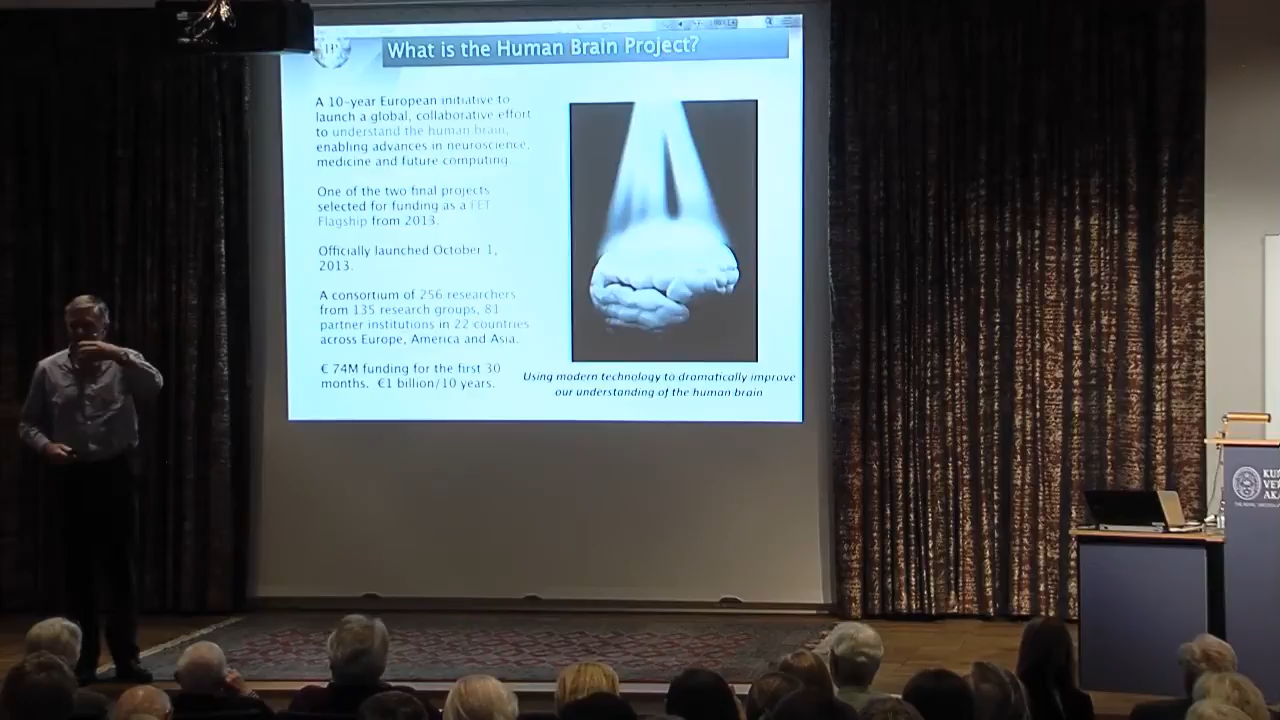 What is the Human Brain Project?
A 10-year European initiative to
launch a global, collaborative effort
to understand the human brain,
enabling advances in neuroscience,
medicine and future computing.
One of the two final projects
selected for funding as a FET
Flagship from 2013.
Officially launched October 1,
2013.
A consortium of 256 researchers
from 135 research groups, 81
partner institutions in 22 countries
across Europe, America and Asia.
€ 74M funding for the first 30
months. €1 billion/10 years.
Using modern technology to dramatically improve
our understanding of the human brain